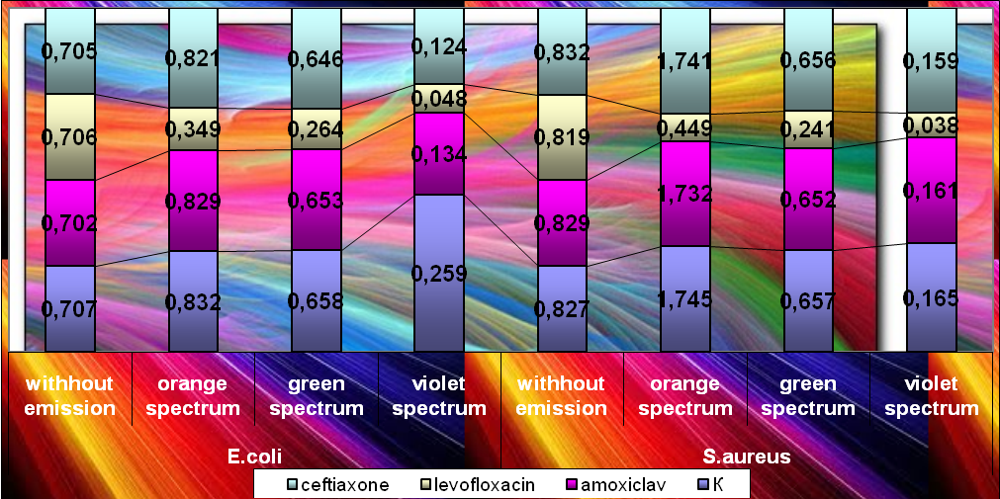 0,705 0,821 0,646 0,124 0,832 1,741 0,656 0,159
0,706 0,349 0,264 0,048 0,819 0,449 0,241 0,038
0,702 0,829 0,653 0,134 0,829 1,732 0,652 0,161
0,707 0,832 0,658 0,259 0,827 1,745 0,657 0,165
withhout orange green violet withhout orange green violet
emission spectrum spectrum spectrum emission spectrum spectrum spectrum
E.coli S.aureus
ceftiaxone levofloxacin amoxiclav К